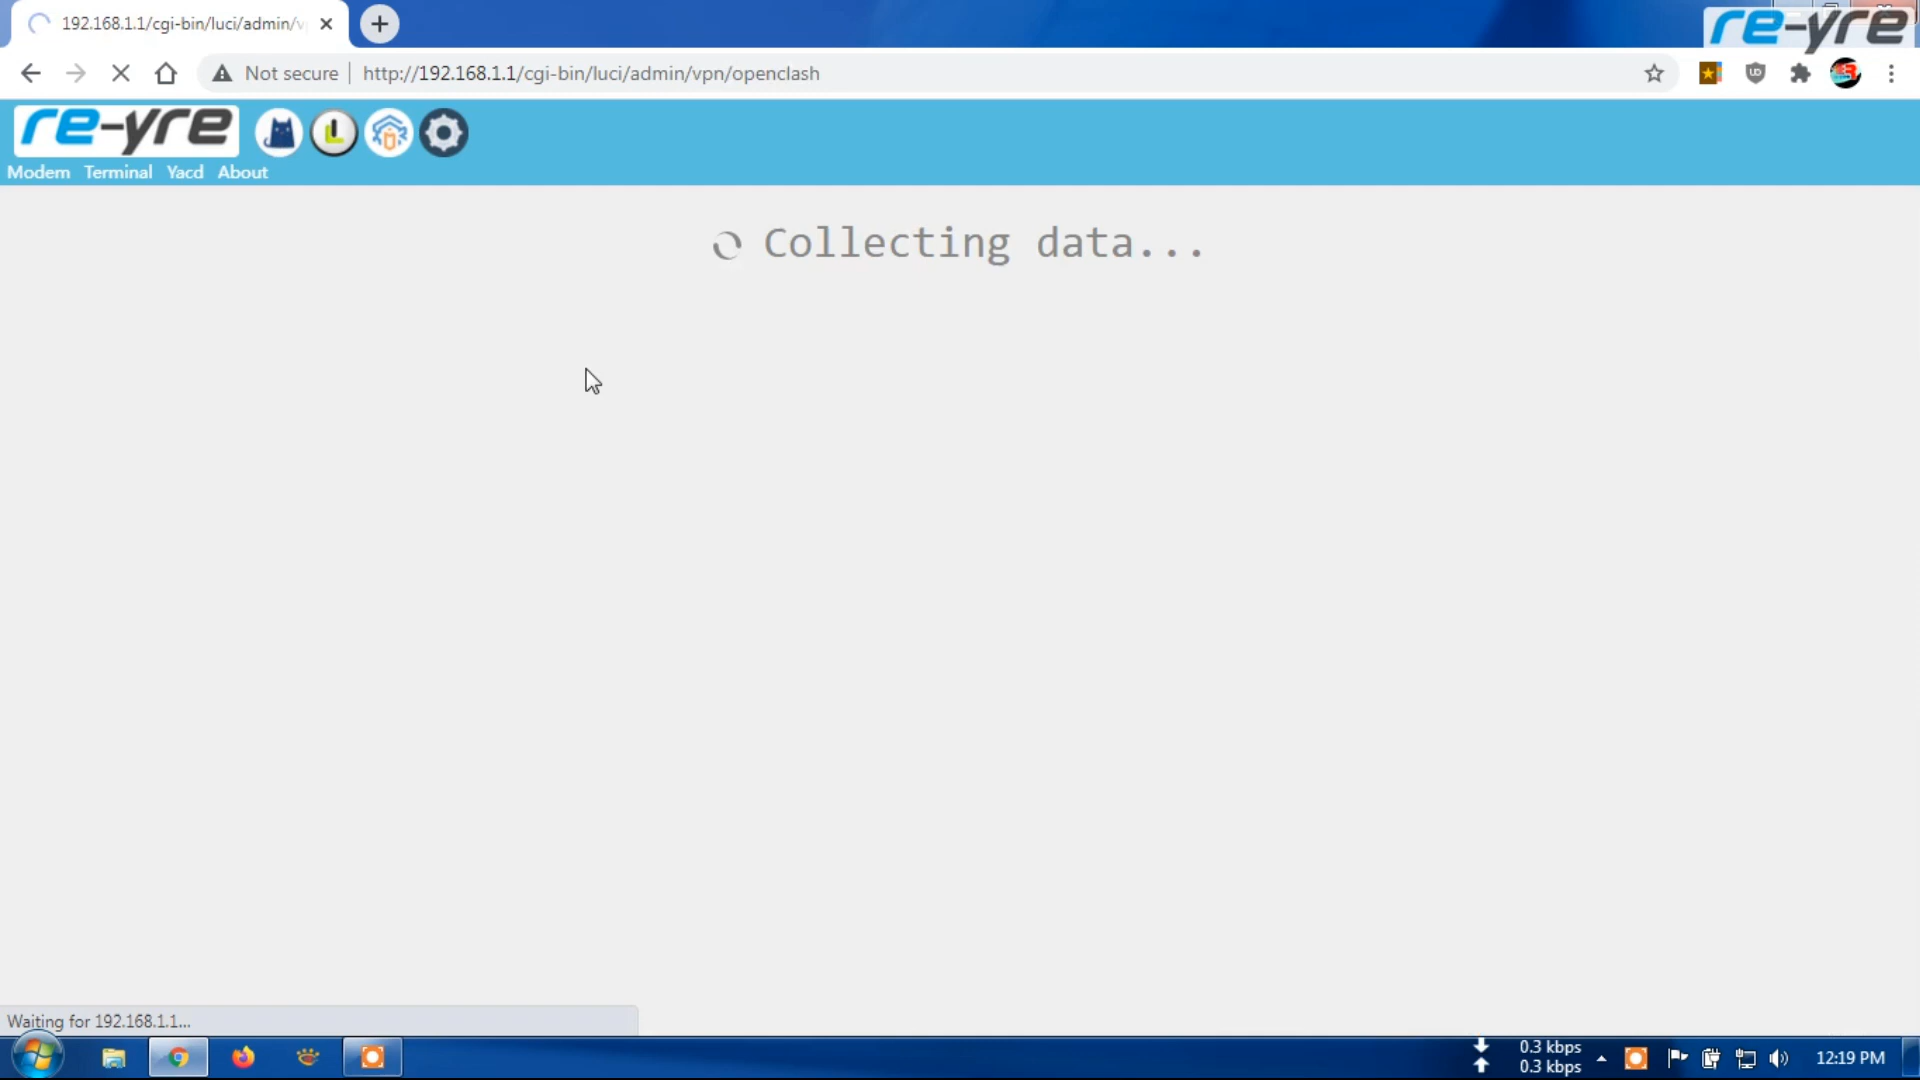 192.168.1.1/cgi-bin/luci/admin/v
re-yre
Not secure
http://192.168.1.1/cgi-bin/luci/admin/vpn/openclash
re-yre
Modem
Terminal
Yacd
About
Collecting data...
Waiting for 192.168.1.1...
0.3 kbps
0.3 kbps
12:19 PM